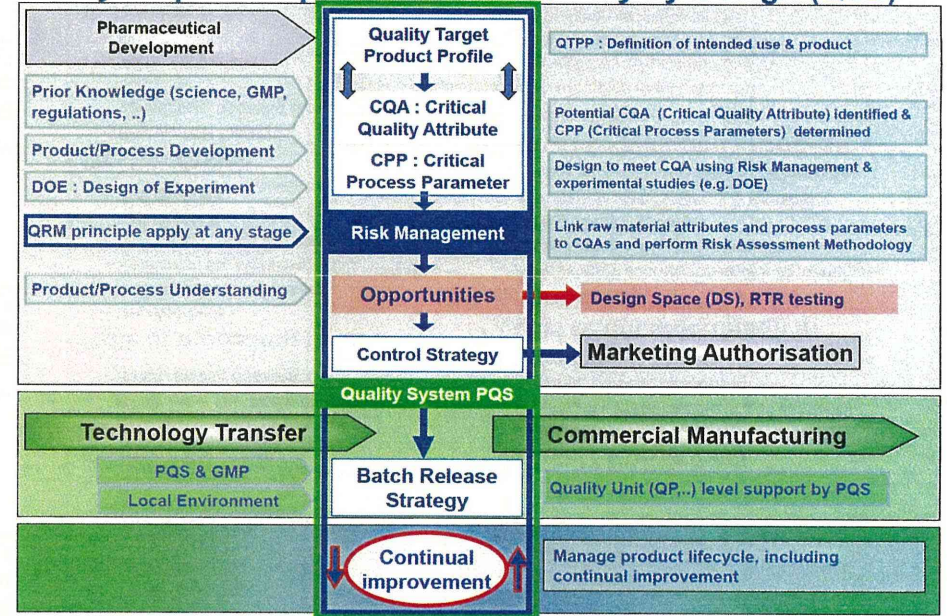 Pharmaceutical
Development
Quality Target
Product Profile
QTPP : Definition of intended use & product
Prior Knowledge (science, GMP,
regulations, ..)
CQA : Critical
Quality Attribute
Potential CQA (Critical Quality Attribute) identified &
CPP (Critical Process Parameters) determined
Product/Process Development
CPP : Critical
Process Parameter
Design to meet CQA using Risk Management &
experimental studies (e.g. DOE)
DOE : Design of Experiment
QRM principle apply at any stage
Risk Management
Link raw material attributes and process parameters
to CQAs and perform Risk Assessment Methodology
Product/Process Understanding
Opportunities
Design Space (DS), RTR testing
Control Strategy
Marketing Authorisation
Quality System PQS
Technology Transfer
Commercial Manufacturing
PQS & GMP
Local Environment
Batch Release
Strategy
Quality Unit (QP,..) level support by PQS
Continual
improvement
Manage product lifecycle, including
continual improvement